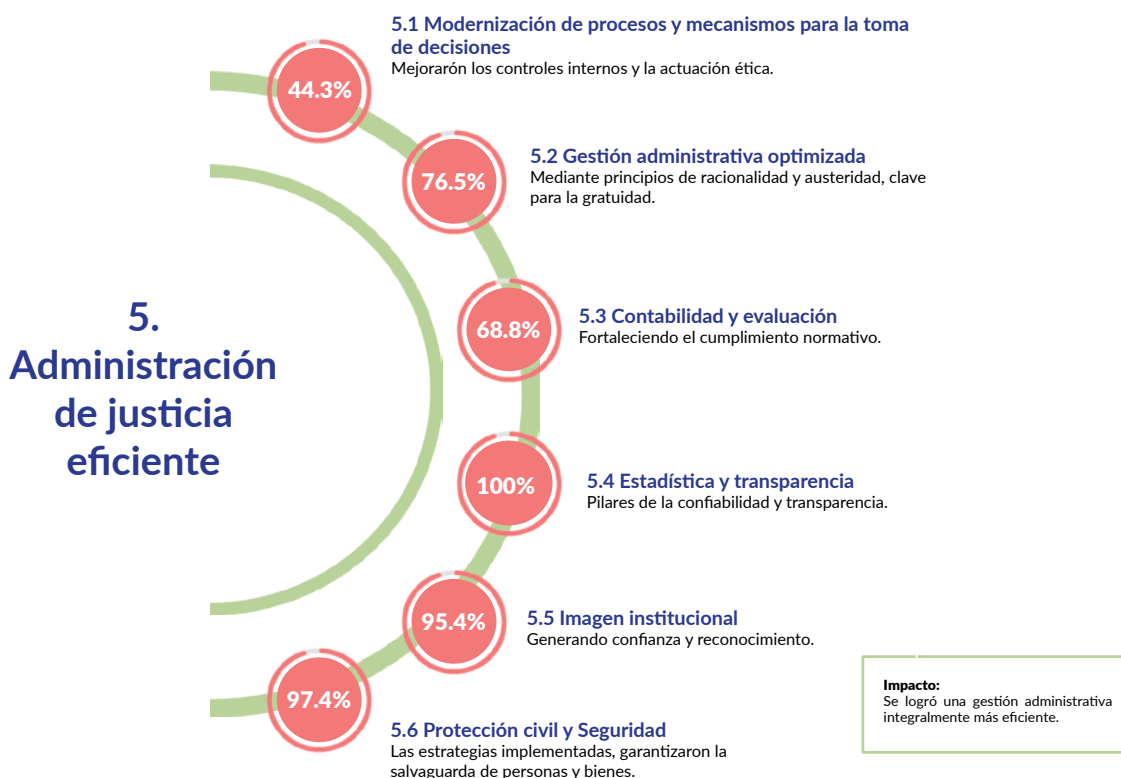 5.1 Modernización de procesos y mecanismos para la toma
de decisiones
Mejorarón los controles internos y la actuación ética.
44.3%
5.2 Gestión administrativa optimizada
Mediante principios de racionalidad y austeridad, clave
para la gratuidad.
76.5%
5.3 Contabilidad y evaluación
Fortaleciendo el cumplimiento normativo.
68.8%
5.
Administración
de justicia
eficiente
5.4 Estadística y transparencia
Pilares de la confiabilidad y transparencia.
100%
5.5 Imagen institucional
Generando confianza y reconocimiento.
95.4%
97.4%
5.6 Protección civil y Seguridad
Las estrategias implementadas, garantizaron la
salvaguarda de personas y bienes.
Impacto:
Se logró una gestión administrativa
integralmente más eficiente.